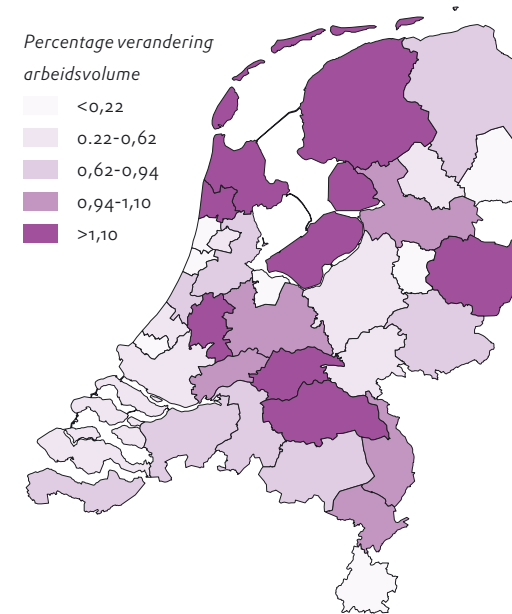 Percentage verandering
arbeidsvolume
<0,22
0.22-0,62
0,62-0,94
0,94-1,10
>1,10